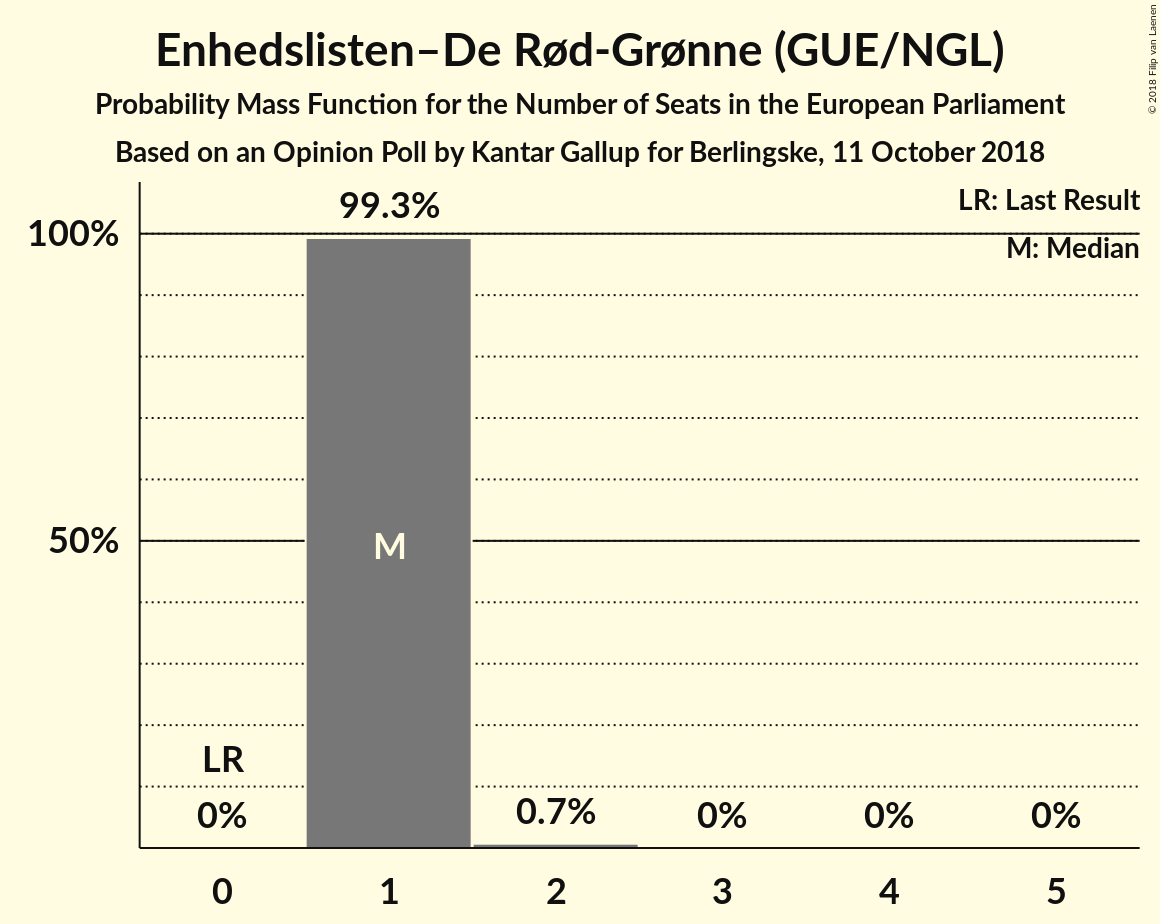 Enhedslisten–De Rød-Grønne (GUE/NGL)
Probability Mass Function for the Number of Seats in the European Parliament
Based on an Opinion Poll by Kantar Gallup for Berlingske, 11 October 2018
© 2018 Filip van Laenen
LR: Last Result
M: Median
99.3%
100%
50%
M
LR
0%
0.7%
0%
0%
0%
0
1
2
3
4
5